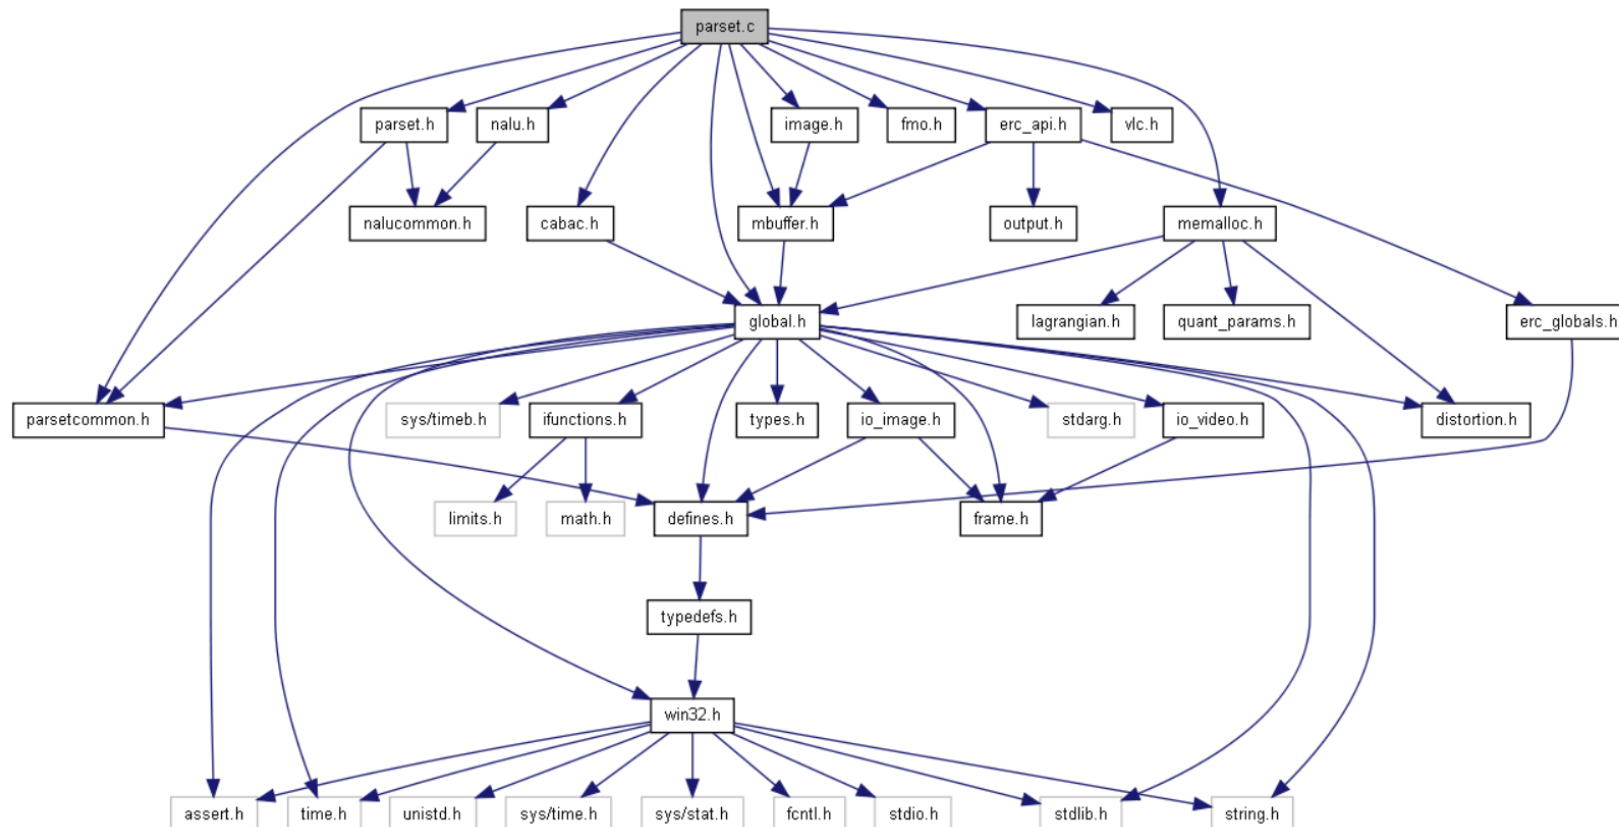 parset.c
parset.h
nalu.h
image.h
fmo.h
erc_api.h
vlc.h
nalucommon.h
cabac.h
mbuffer.h
output.h
memalloc.h
global.h
lagrangian.h
quant_params.h
erc_globals.h
parsetcommon.h
sys/timeb.h
ifunctions.h
types.h
io_image.h
stdarg.h
io_video.h
distortion.h
limits.h
math.h
defines.h
frame.h
typedefs.h
win32.h
assert.h
time.h
unistd.h
sys/time.h
sys/stat.h
fcntl.h
stdio.h
stdlib.h
string.h